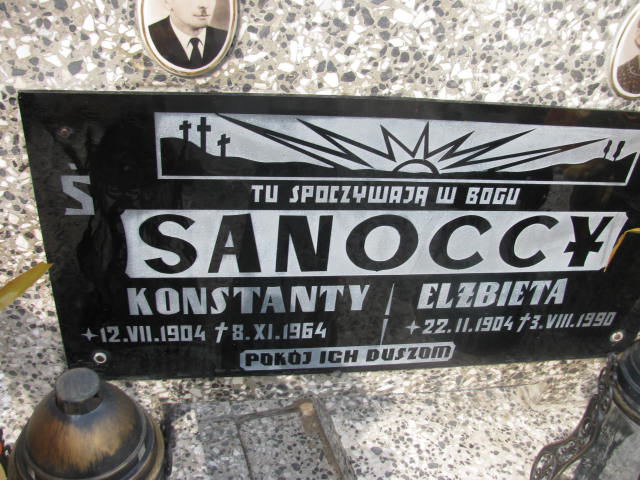 Ś
TU SPOCZYWAJĄ W BOGU
SANOCCY
KONSTANTY ELŻBIETA
12.VII.1904 †8.XI.1964 22.II.1904 †3.VIII.1990
POKÓJ ICH DUSZOM